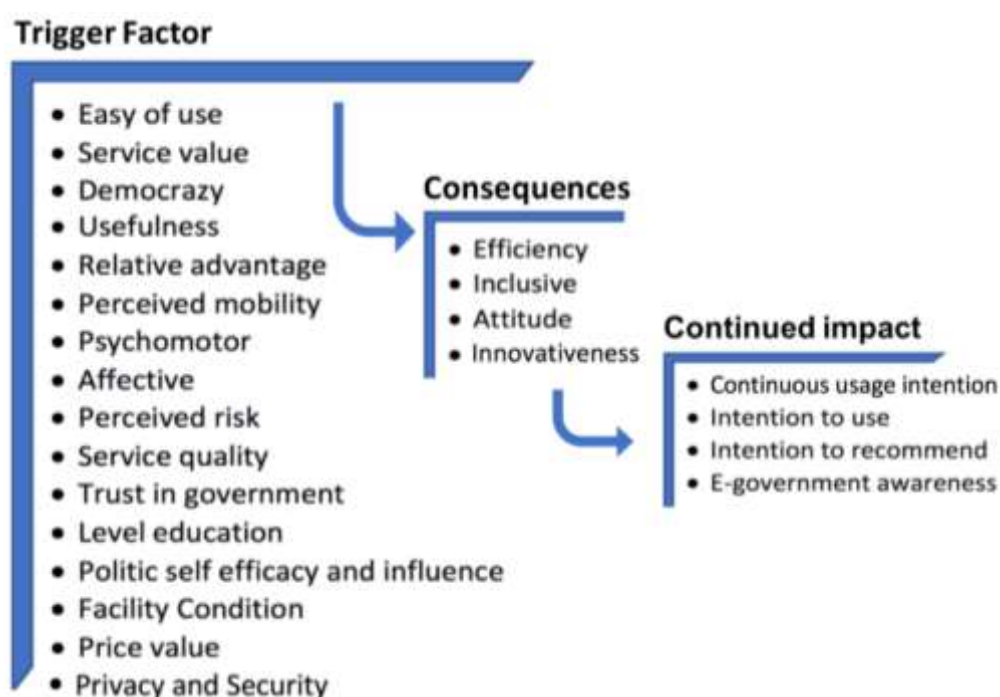 Trigger Factor
• Easy of use
• Service value
• Democrazy
• Usefulness
• Relative advantage
• Perceived mobility
• Psychomotor
• Affective
• Perceived risk
• Service quality
• Trust in government
• Level education
• Politic self efficacy and influence
• Facility Condition
• Price value
• Privacy and Security
Consequences
• Efficiency
• Inclusive
• Attitude
• Innovativeness
Continued impact
• Continuous usage intention
• Intention to use
• Intention to recommend
• E-government awareness